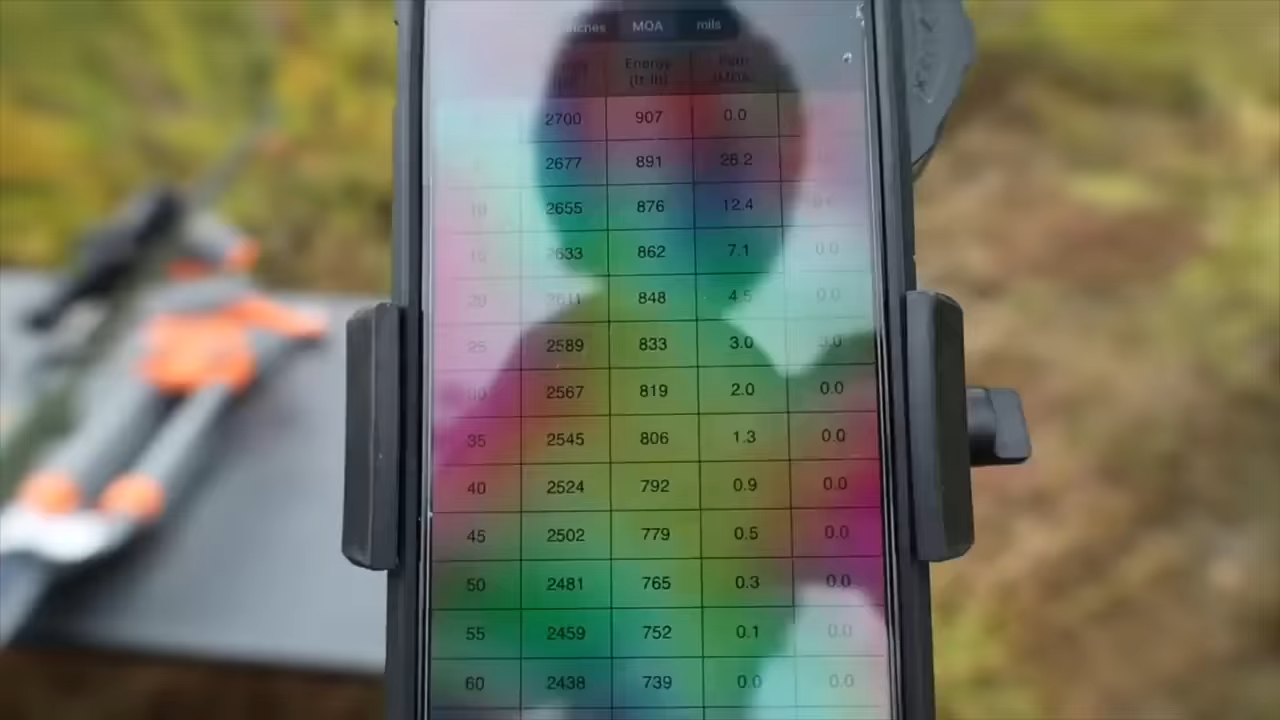 MOA mils
Energy
(ft·lb)
2700 907 0.0
2677 891 26.2
10 2655 876 12.4
2633 862 7.1 0.0
20 2611 848 4.5 0.0
25 2589 833 3.0 0.0
30 2567 819 2.0 0.0
35 2545 806 1.3 0.0
40 2524 792 0.9 0.0
45 2502 779 0.5 0.0
50 2481 765 0.3 0.0
55 2459 752 0.1 0.0
60 2438 739 0.0 0.0